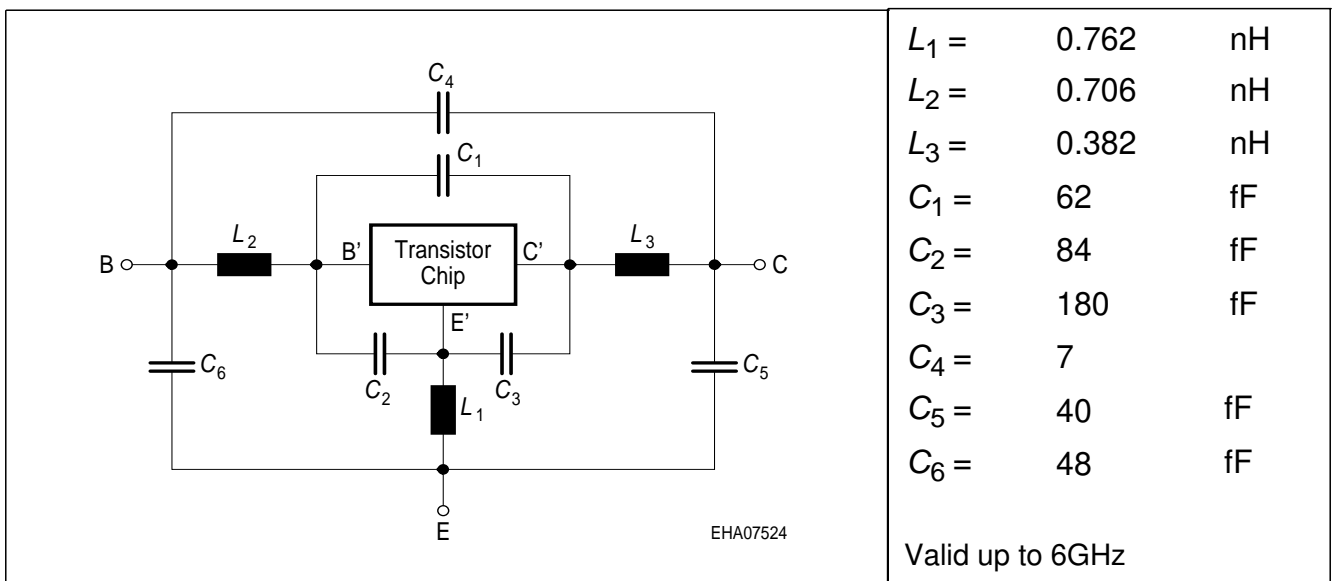 C4
C1
L2
B'
Transistor
Chip
C'
L3
B
C
E'
C6
C2
C3
C5
L1
E
EHA07524
L1 = 0.762 nH
L2 = 0.706 nH
L3 = 0.382 nH
C1 = 62 fF
C2 = 84 fF
C3 = 180 fF
C4 = 7
C5 = 40 fF
C6 = 48 fF
Valid up to 6GHz